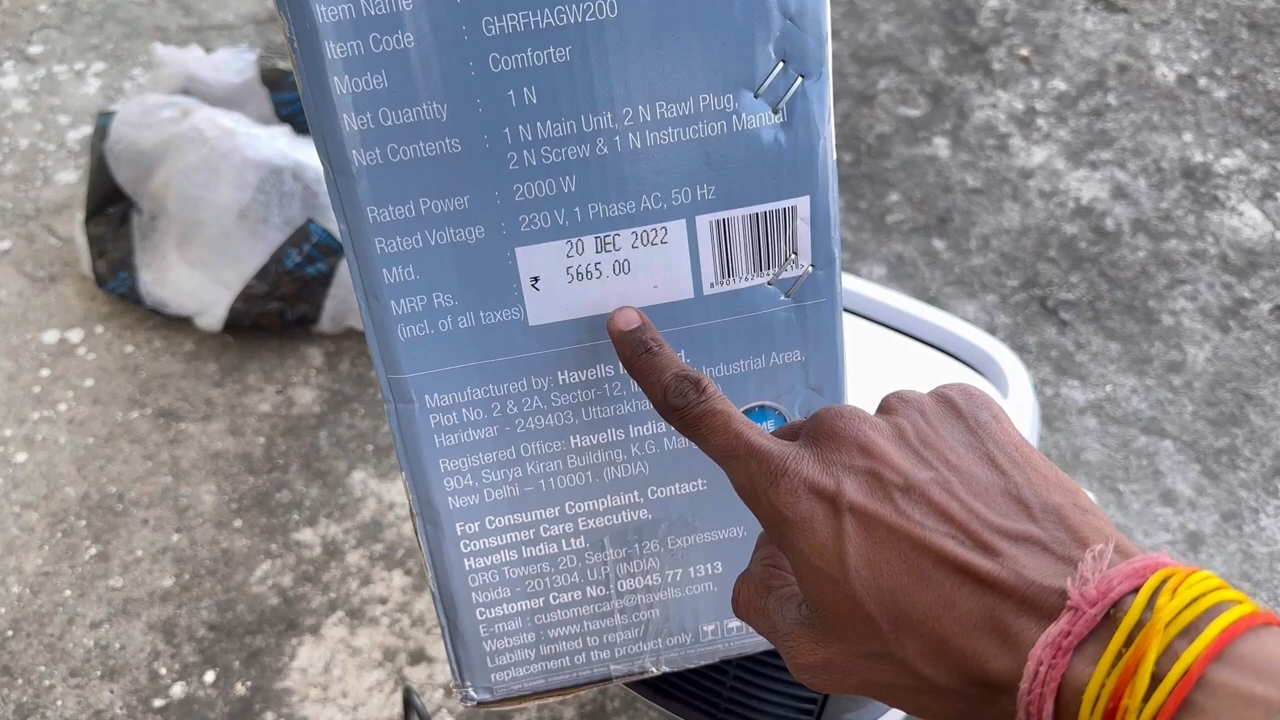 Item Name :
Item Code : GHRFHAGW200
Model : Comforter
Net Quantity : 1 N
Net Contents : 1 N Main Unit, 2 N Rawl Plug,
2 N Screw & 1 N Instruction Manual
Rated Power : 2000 W
Rated Voltage : 230 V, 1 Phase AC, 50 Hz
Mfd. : 20 DEC 2022
MRP Rs. : ₹ 5665.00
(incl. of all taxes)
Manufactured by: Havells Ltd.
Plot No. 2 & 2A, Sector-12, Industrial Area,
Haridwar - 249403,
Registered Office: Havells India
904, Surya Kiran Building, K.G.
New Delhi – 110001. (INDIA)
ME
For Consumer Complaint, Contact:
Consumer Care Executive,
Havells India Ltd.
QRG Towers, 2D, Sector-126, Expressway,
Noida - 201304. U.P. (INDIA)
Customer Care No.: 08045 77 1313
E-mail : customercare@havells.com,
Website : www.havells.com
Liability limited to repair/
replacement of the product only.